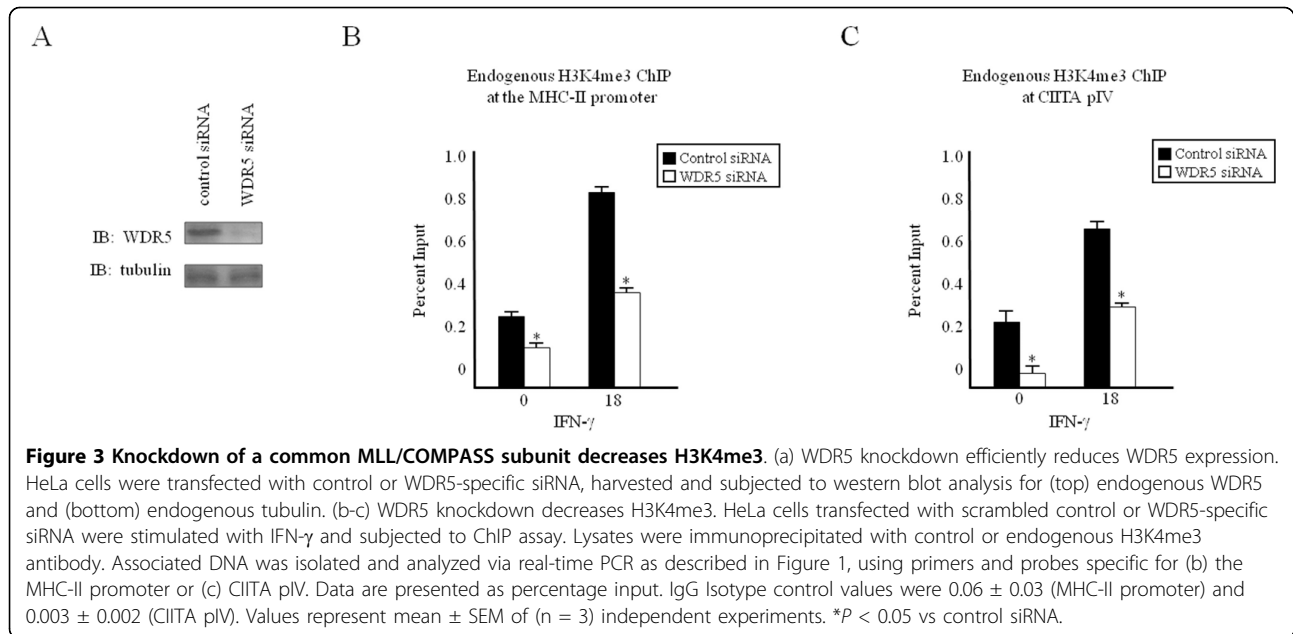 A
control siRNA
WDR5 siRNA
IB: WDR5
IB: tubulin
B
Endogenous H3K4me3 ChIP
at the MHC-II promoter
Control siRNA
WDR5 siRNA
Percent Input
1.0
0.8
0.6
0.4
0.2
0
*
*
0
18
IFN-γ
C
Endogenous H3K4me3 ChIP
at CIITA pIV
Control siRNA
WDR5 siRNA
Percent Input
1.0
0.8
0.6
0.4
0.2
0
*
*
0
18
IFN-γ
Figure 3 Knockdown of a common MLL/COMPASS subunit decreases H3K4me3. (a) WDR5 knockdown efficiently reduces WDR5 expression.
HeLa cells were transfected with control or WDR5-specific siRNA, harvested and subjected to western blot analysis for (top) endogenous WDR5
and (bottom) endogenous tubulin. (b-c) WDR5 knockdown decreases H3K4me3. HeLa cells transfected with scrambled control or WDR5-specific
siRNA were stimulated with IFN-γ and subjected to ChIP assay. Lysates were immunoprecipitated with control or endogenous H3K4me3
antibody. Associated DNA was isolated and analyzed via real-time PCR as described in Figure 1, using primers and probes specific for (b) the
MHC-II promoter or (c) CIITA pIV. Data are presented as percentage input. IgG Isotype control values were 0.06 ± 0.03 (MHC-II promoter) and
0.003 ± 0.002 (CIITA pIV). Values represent mean ± SEM of (n = 3) independent experiments. *P < 0.05 vs control siRNA.